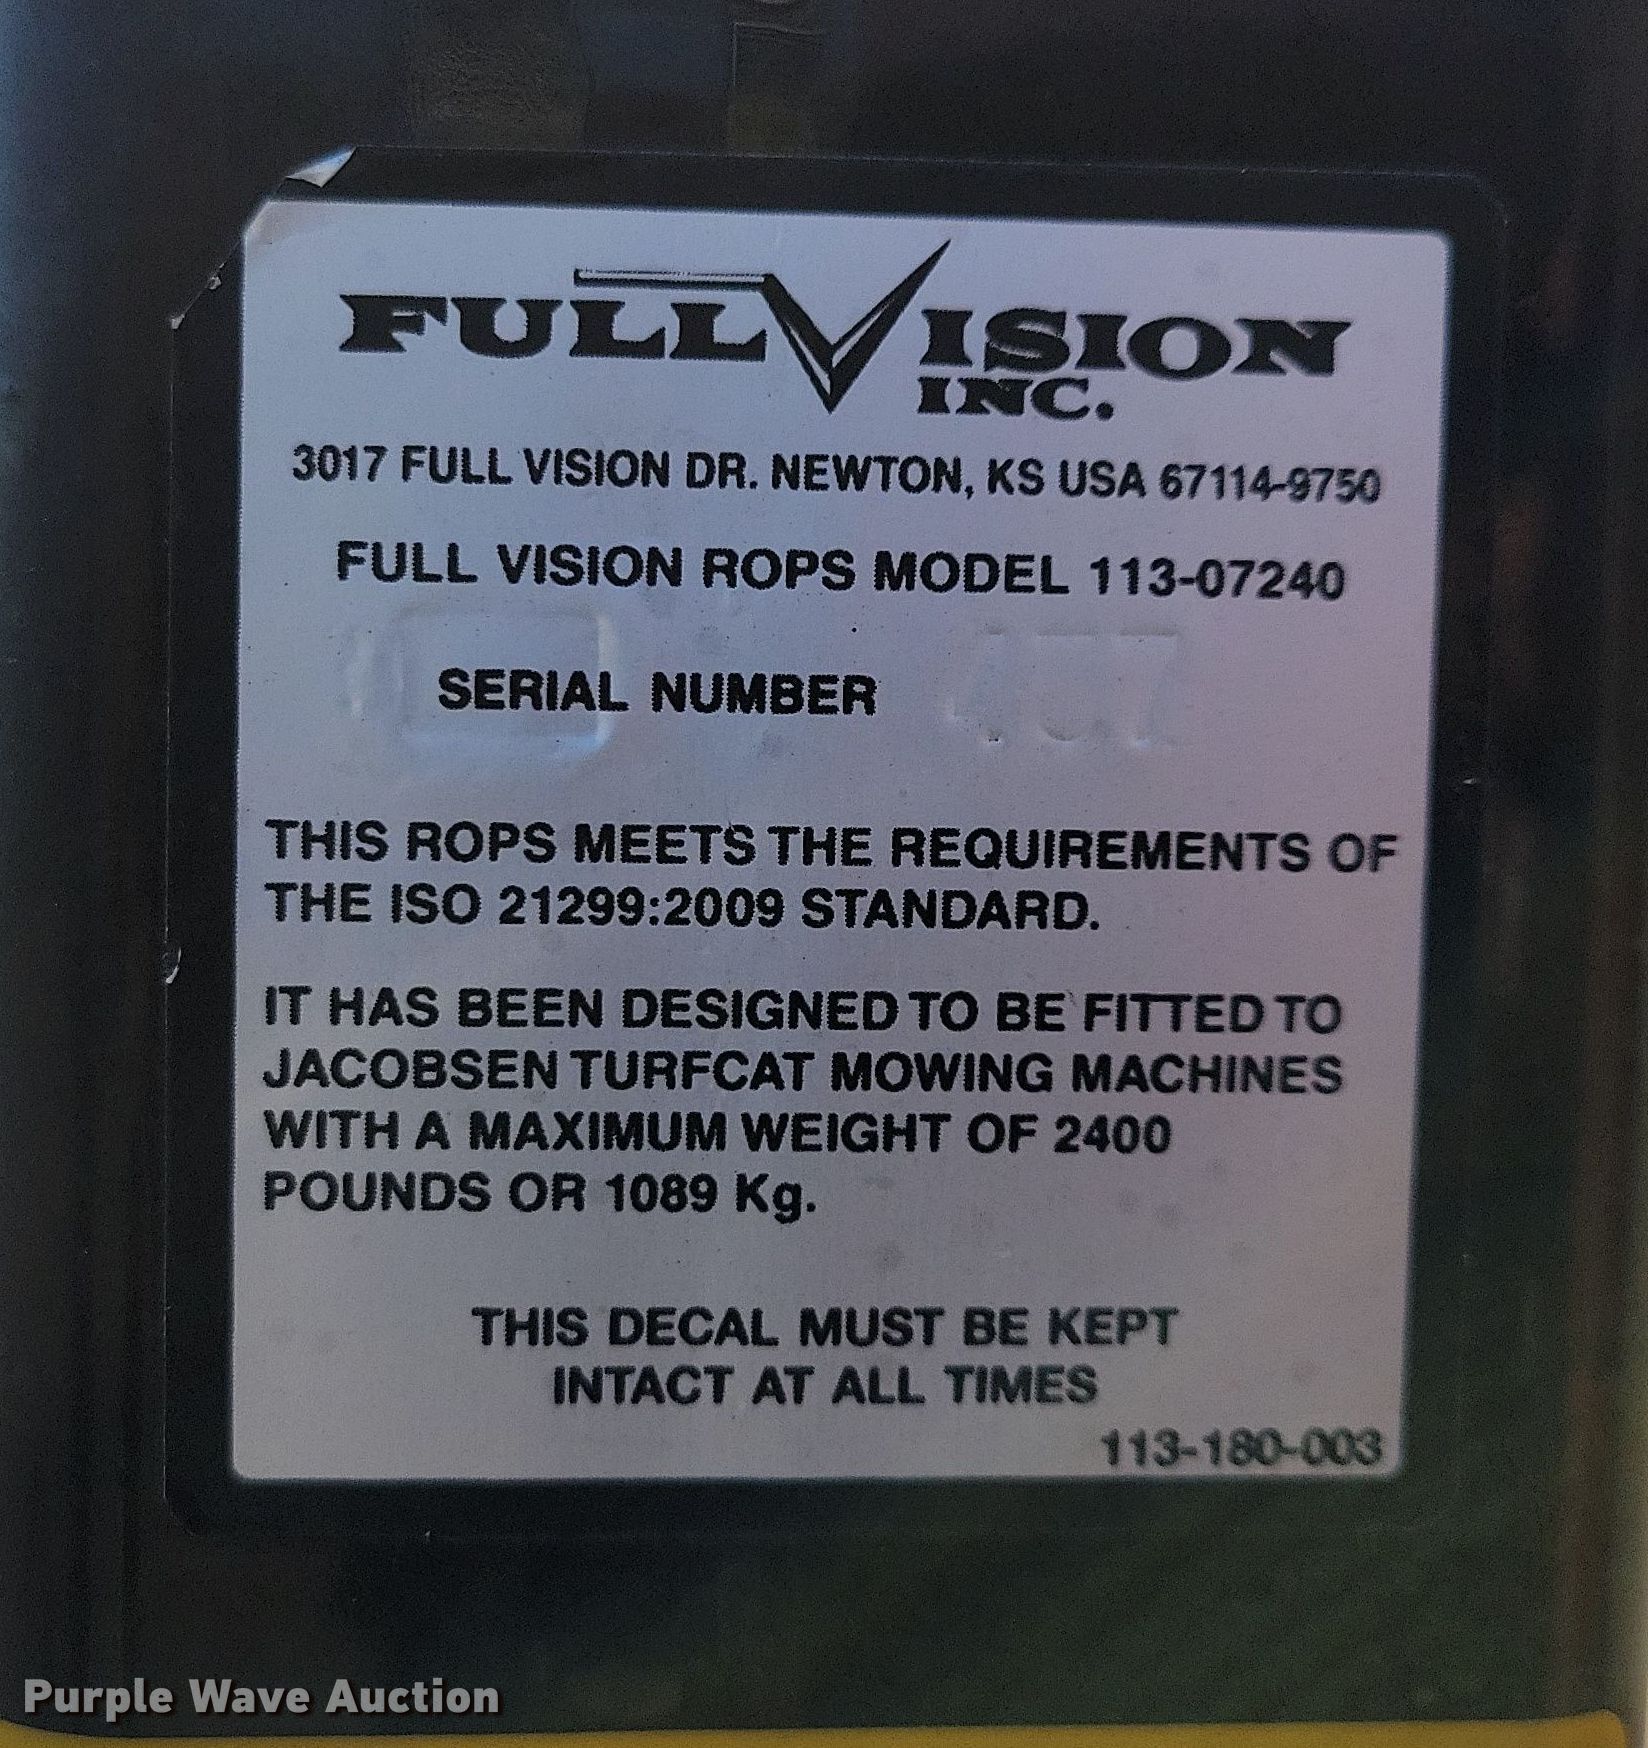 FULL VISION
INC.
3017 FULL VISION DR. NEWTON, KS USA 67114-9750
FULL VISION ROPS MODEL 113-07240
SERIAL NUMBER
THIS ROPS MEETS THE REQUIREMENTS OF
THE ISO 21299:2009 STANDARD.
IT HAS BEEN DESIGNED TO BE FITTED TO
JACOBSEN TURFCAT MOWING MACHINES
WITH A MAXIMUM WEIGHT OF 2400
POUNDS OR 1089 Kg.
THIS DECAL MUST BE KEPT
INTACT AT ALL TIMES
113-180-003
Purple Wave Auction